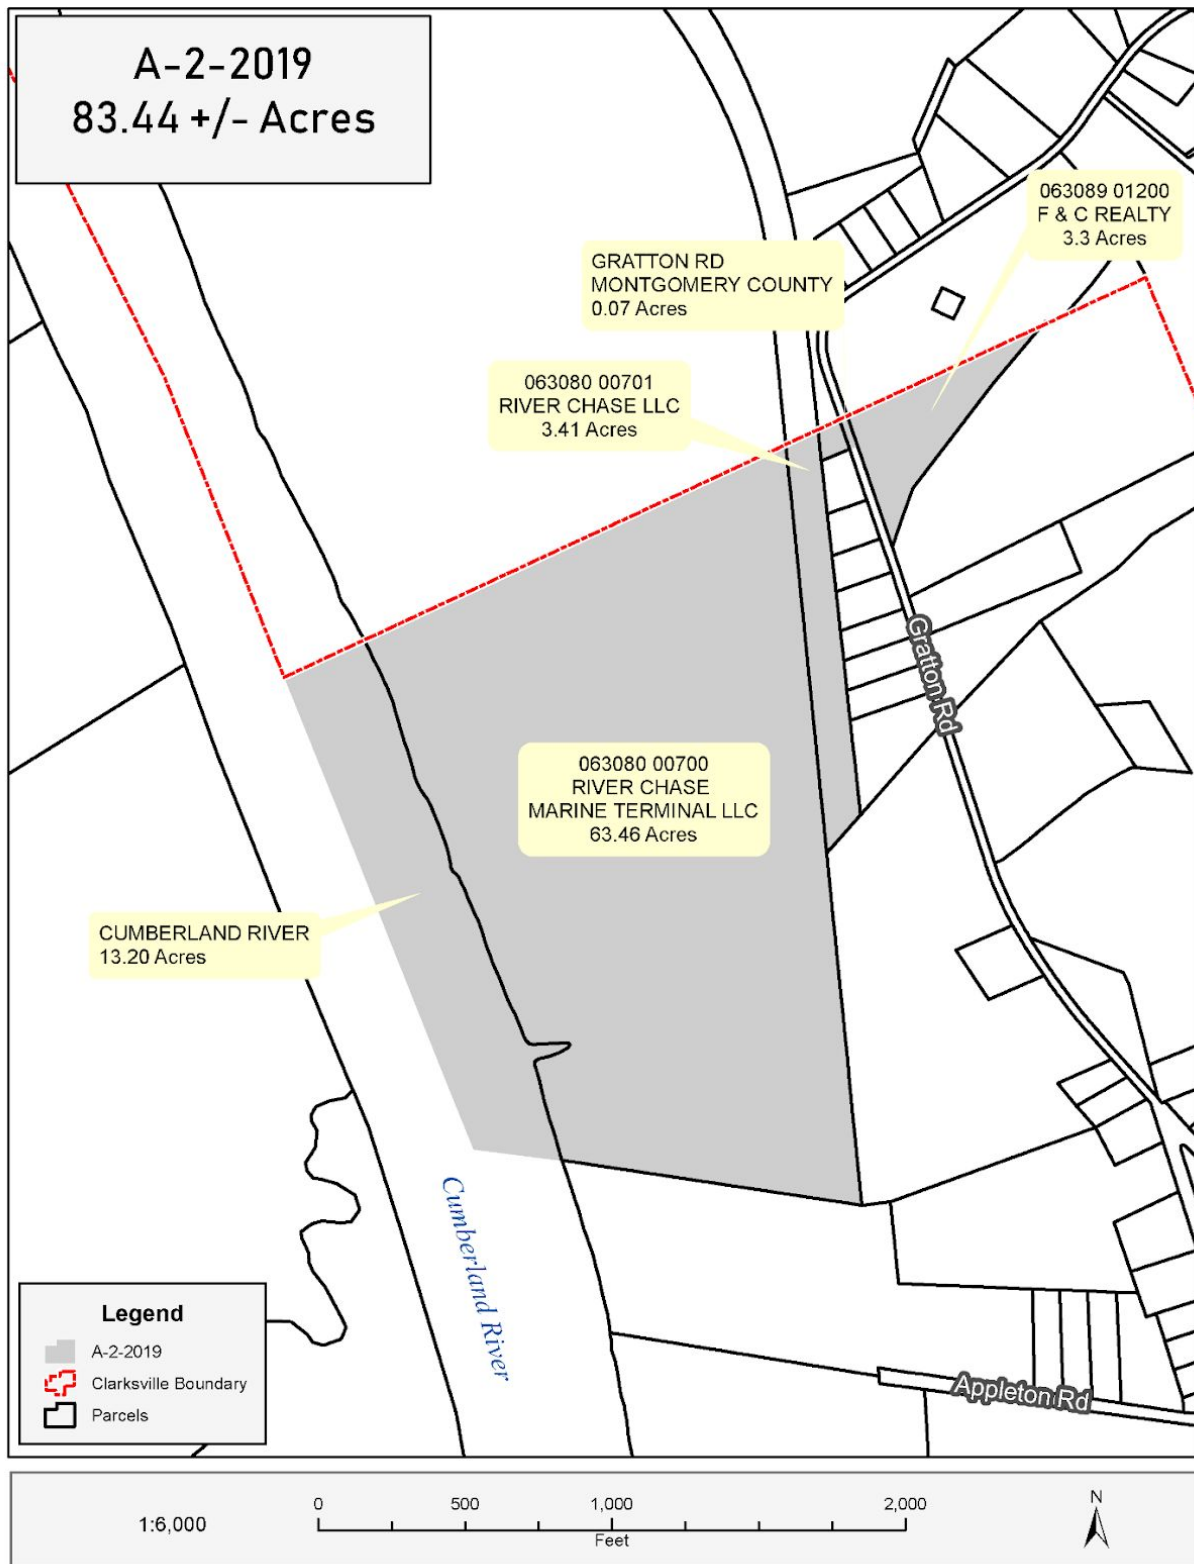 A-2-2019
83.44 +/- Acres
063089 01200
F & C REALTY
3.3 Acres
GRATTON RD
MONTGOMERY COUNTY
0.07 Acres
063080 00701
RIVER CHASE LLC
3.41 Acres
Gratton Rd
063080 00700
RIVER CHASE
MARINE TERMINAL LLC
63.46 Acres
CUMBERLAND RIVER
13.20 Acres
Cumberland River
Appleton Rd
Legend
A-2-2019
Clarksville Boundary
Parcels
1:6,000
0 500 1,000 2,000
Feet
N